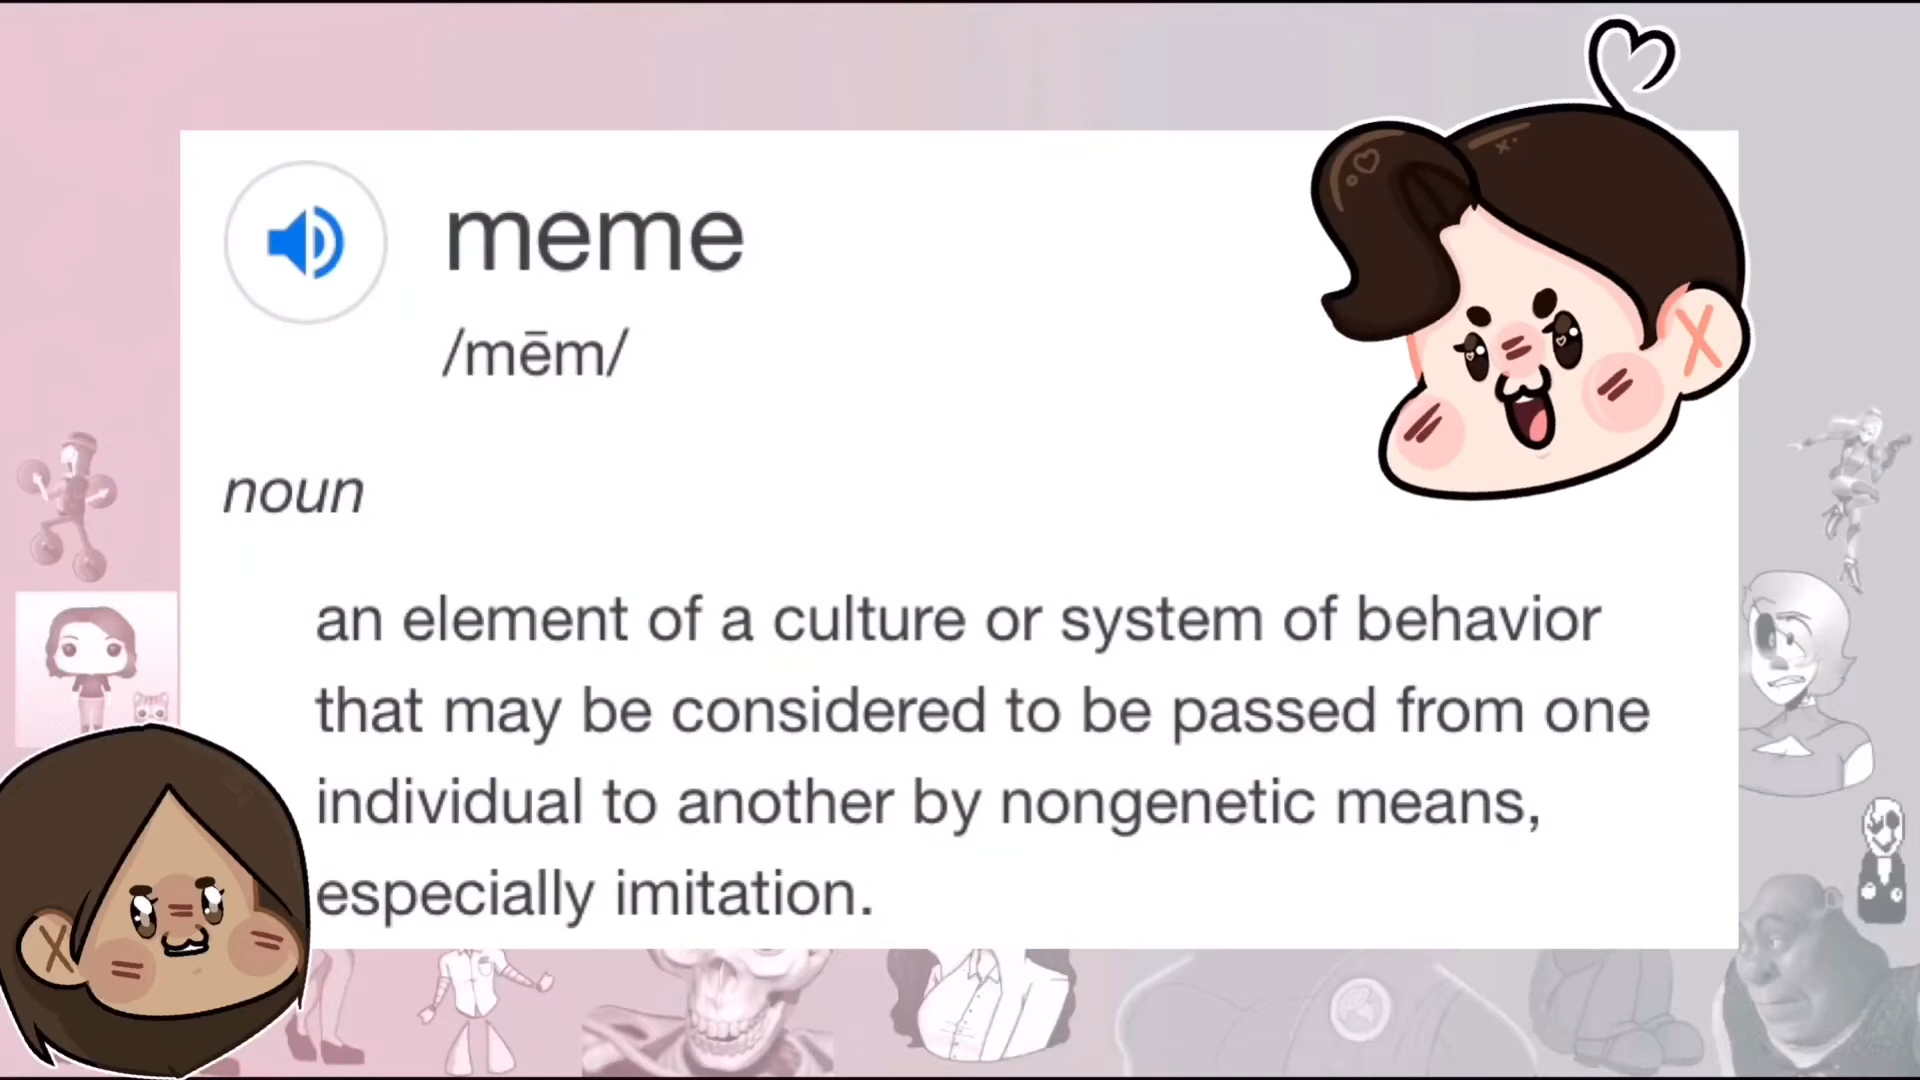 meme
/mēm/
noun
an element of a culture or system of behavior
that may be considered to be passed from one
individual to another by nongenetic means,
especially imitation.